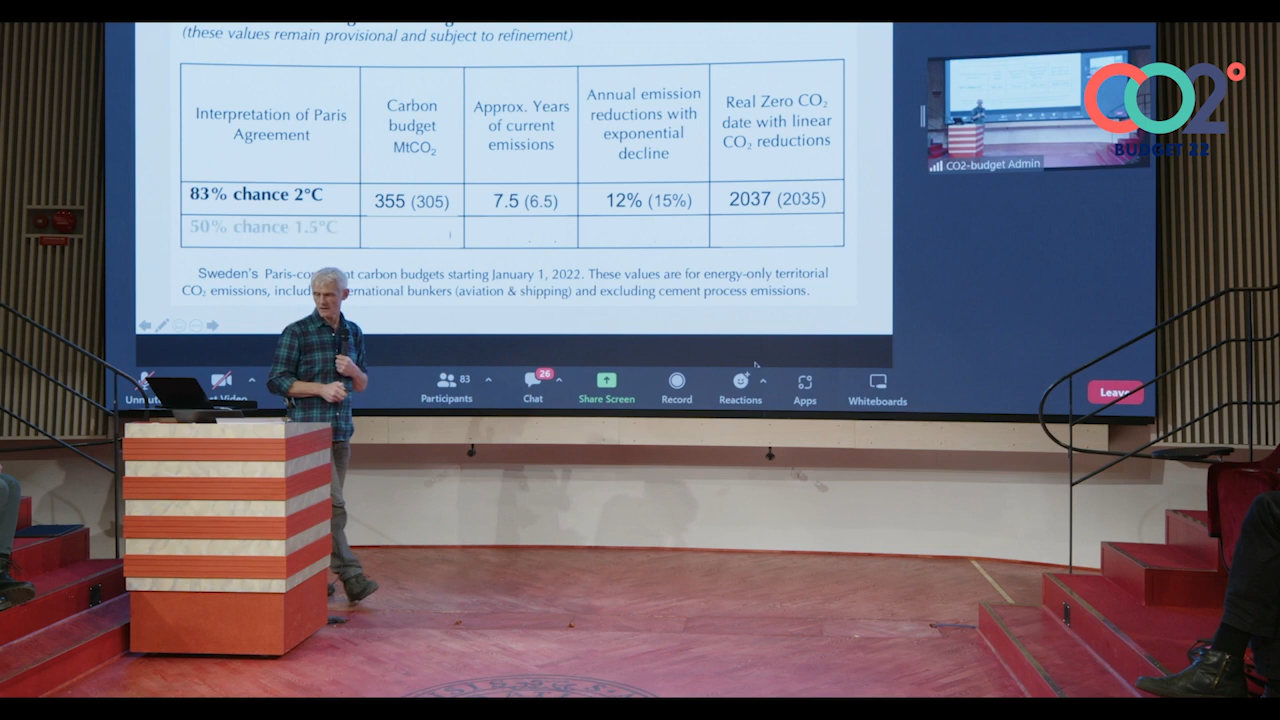 (these values remain provisional and subject to refinement)
Interpretation of Paris
Agreement
Carbon
budget
MtCO₂
Approx. Years
of current
emissions
Annual emission
reductions with
exponential
decline
Real Zero CO₂
date with linear
CO₂ reductions
83% chance 2°C
355 (305)
7.5 (6.5)
12% (15%)
2037 (2035)
50% chance 1.5°C
Sweden's Paris- carbon budgets starting January 1, 2022. These values are for energy-only territorial
CO₂ emissions, bunkers (aviation & shipping) and excluding cement process emissions.
CO2°
BUDGET 22
CO2-budget Admin
Video
Participants
83
Chat
26
Share Screen
Record
Reactions
Apps
Whiteboards
Leave